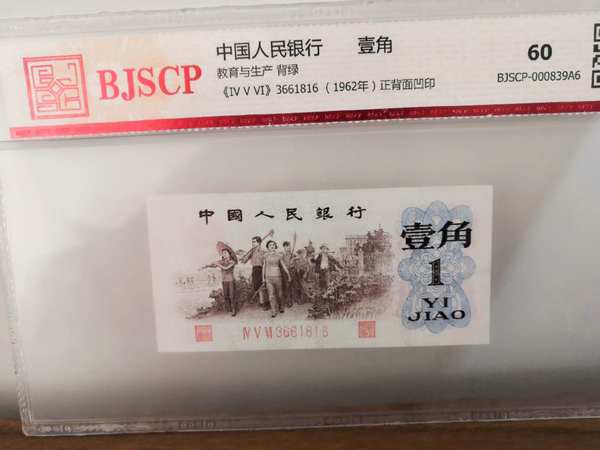 BJSCP
中国人民银行 壹角
教育与生产 背绿
《IV V VI》3661816 (1962年) 正背面凹印
60
BJSCP-000839A6
中國人民銀行
壹角
1
YI
JIAO
IV V VI 3661816